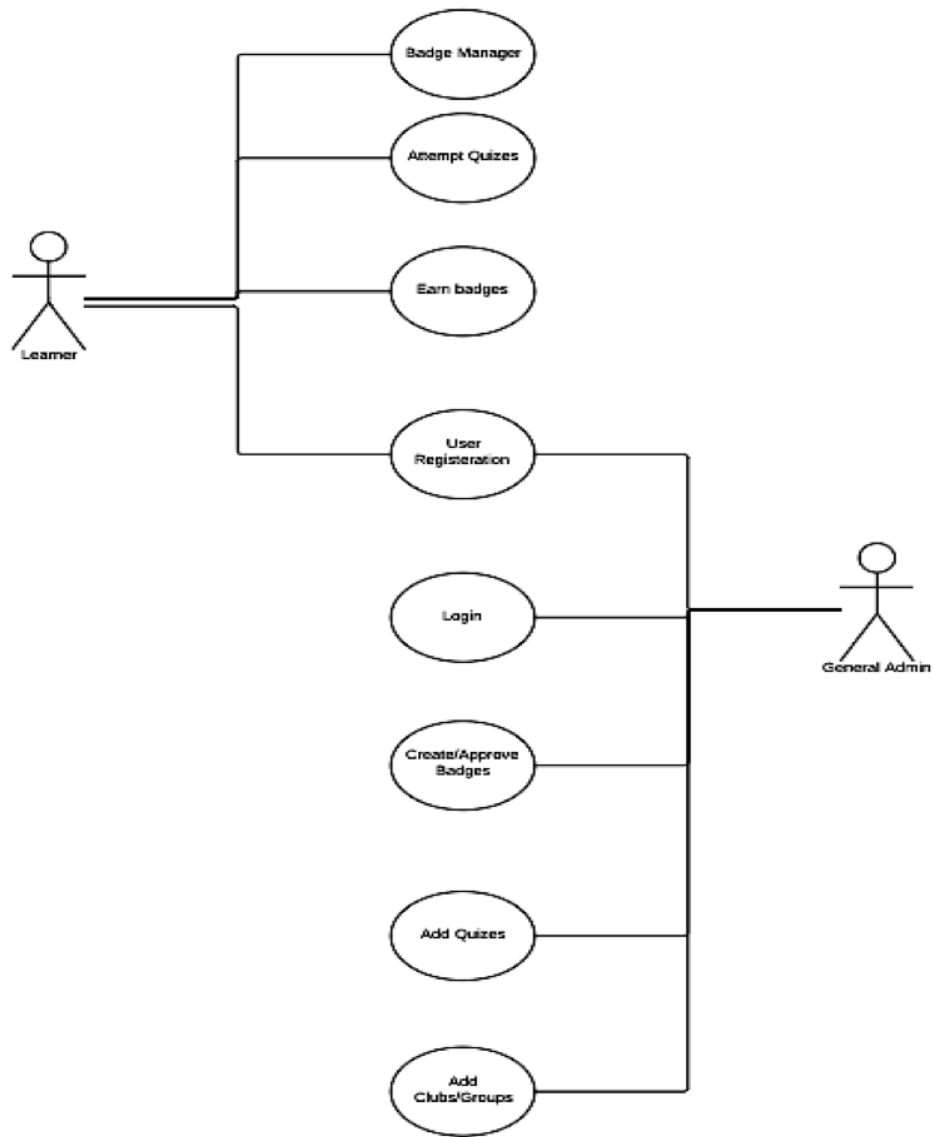 Badge Manager
Attempt Quizes
Earn badges
Learner
User
Registeration
Login
General Admin
Create/Approve
Badges
Add Quizes
Add
Clubs/Groups